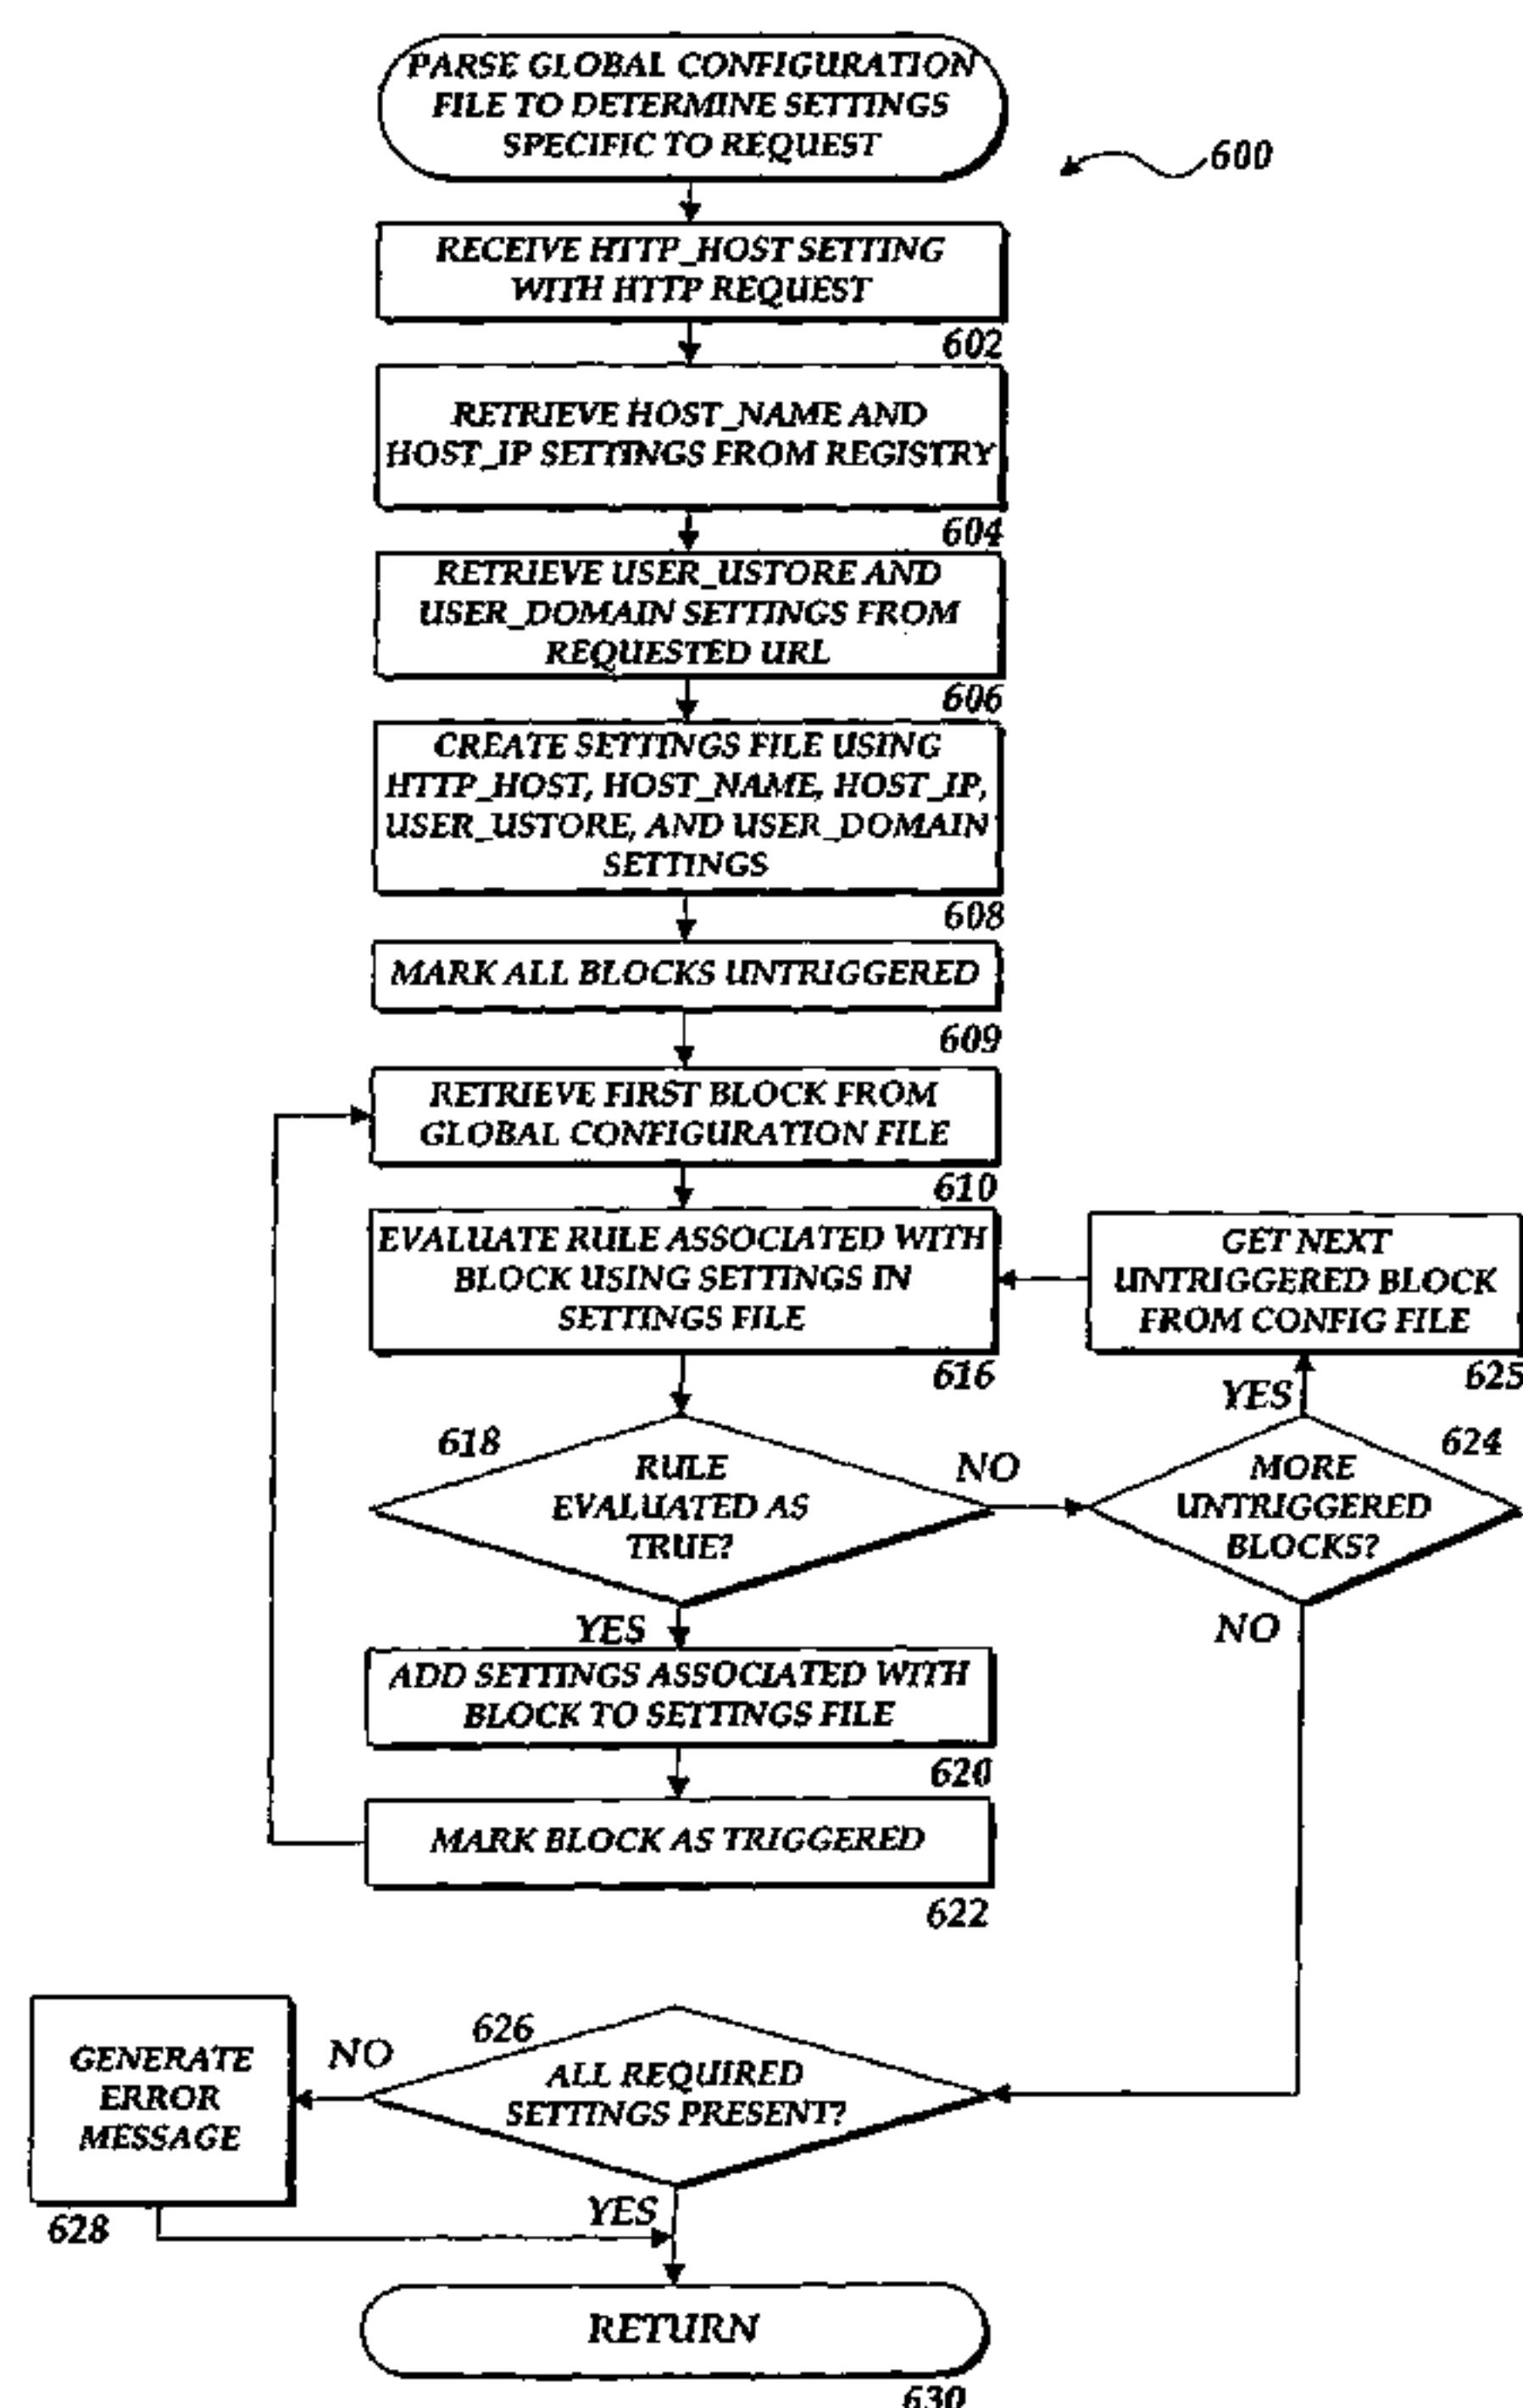 PARSE GLOBAL CONFIGURATION
FILE TO DETERMINE SETTINGS
SPECIFIC TO REQUEST
600
RECEIVE HTTP_HOST SETTING
WITH HTTP REQUEST
602
RETRIEVE HOST_NAME AND
HOST_IP SETTINGS FROM REGISTRY
604
RETRIEVE USER_USTORE AND
USER_DOMAIN SETTINGS FROM
REQUESTED URL
606
CREATE SETTINGS FILE USING
HTTP_HOST, HOST_NAME, HOST_IP,
USER_USTORE, AND USER_DOMAIN
SETTINGS
608
MARK ALL BLOCKS UNTRIGGERED
609
RETRIEVE FIRST BLOCK FROM
GLOBAL CONFIGURATION FILE
610
EVALUATE RULE ASSOCIATED WITH
BLOCK USING SETTINGS IN
SETTINGS FILE
616
GET NEXT
UNTRIGGERED BLOCK
FROM CONFIG FILE
625
YES
618
RULE
EVALUATED AS
TRUE?
NO
624
MORE
UNTRIGGERED
BLOCKS?
YES
NO
ADD SETTINGS ASSOCIATED WITH
BLOCK TO SETTINGS FILE
620
MARK BLOCK AS TRIGGERED
622
626
ALL REQUIRED
SETTINGS PRESENT?
NO
GENERATE
ERROR
MESSAGE
628
YES
RETURN
630